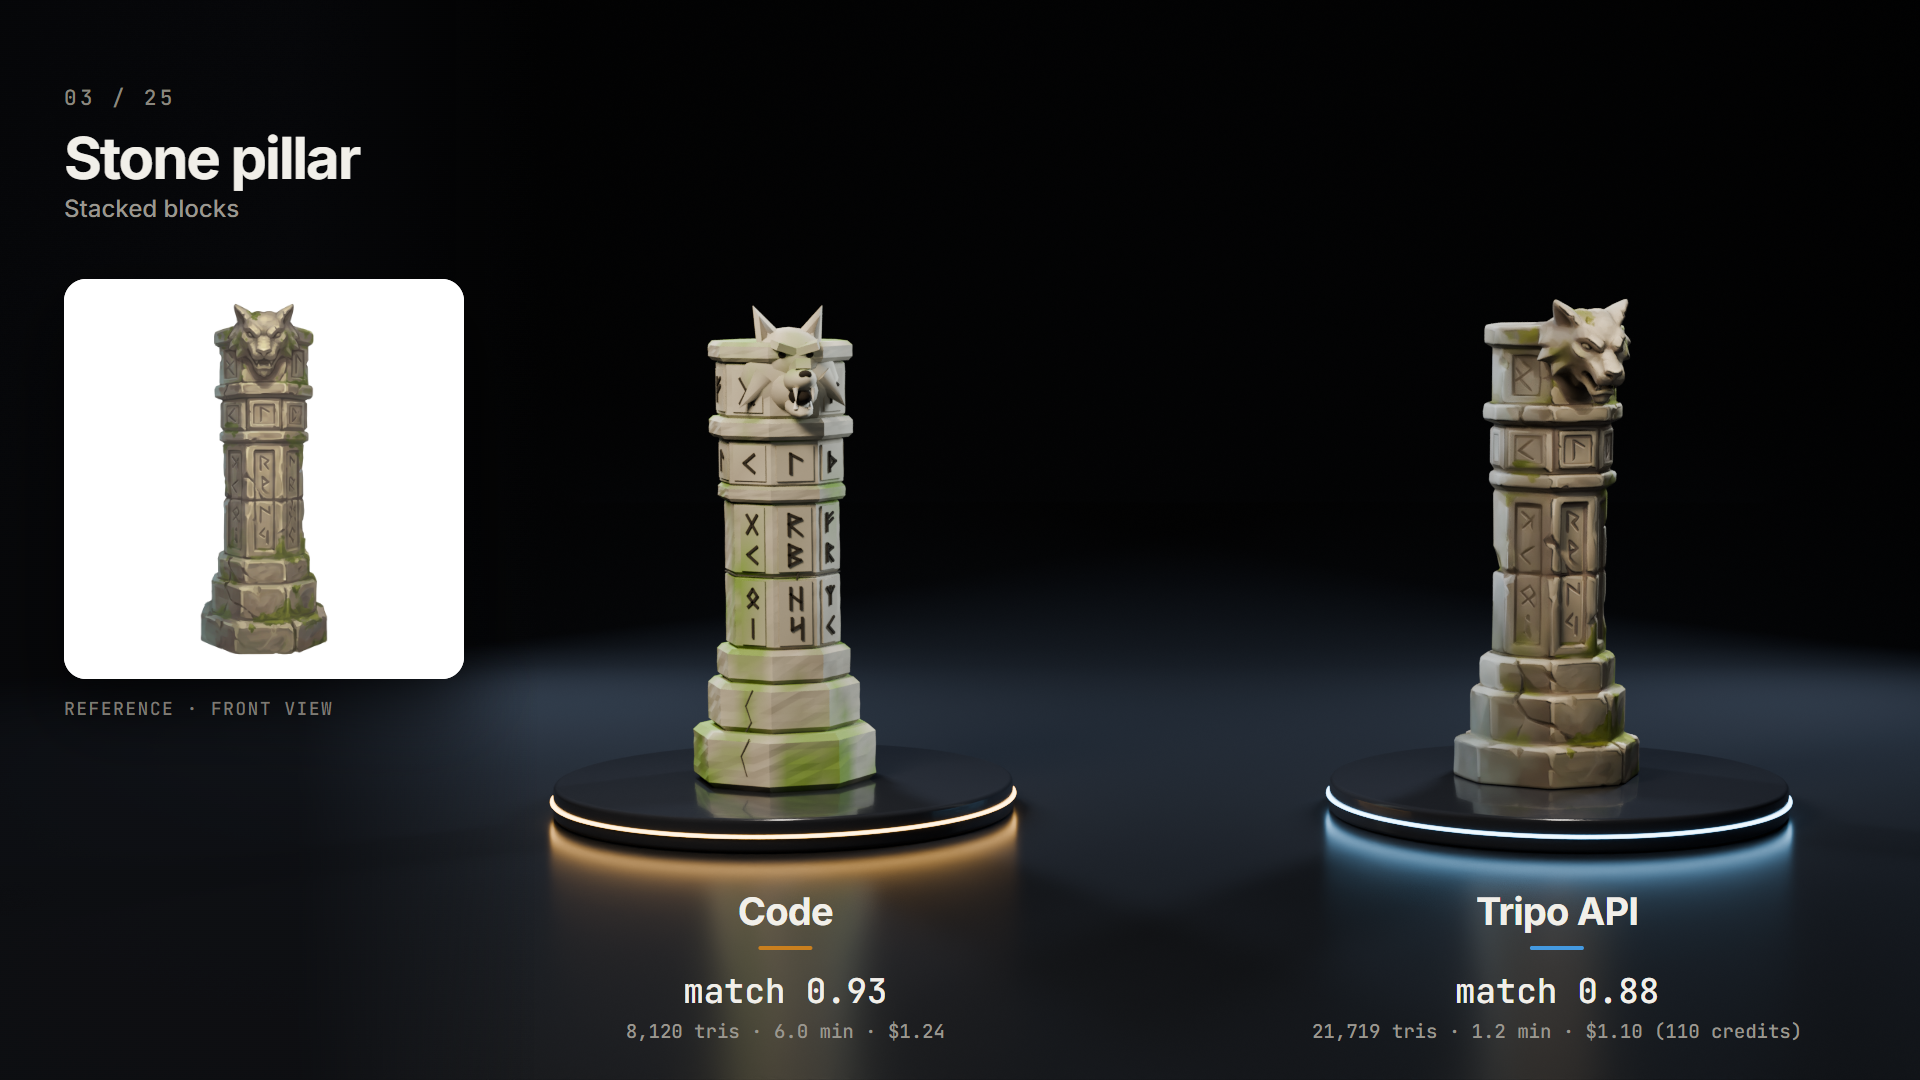 03 / 25
Stone pillar
Stacked blocks
REFERENCE · FRONT VIEW
Code
match 0.93
8,120 tris · 6.0 min · $1.24
Tripo API
match 0.88
21,719 tris · 1.2 min · $1.10 (110 credits)